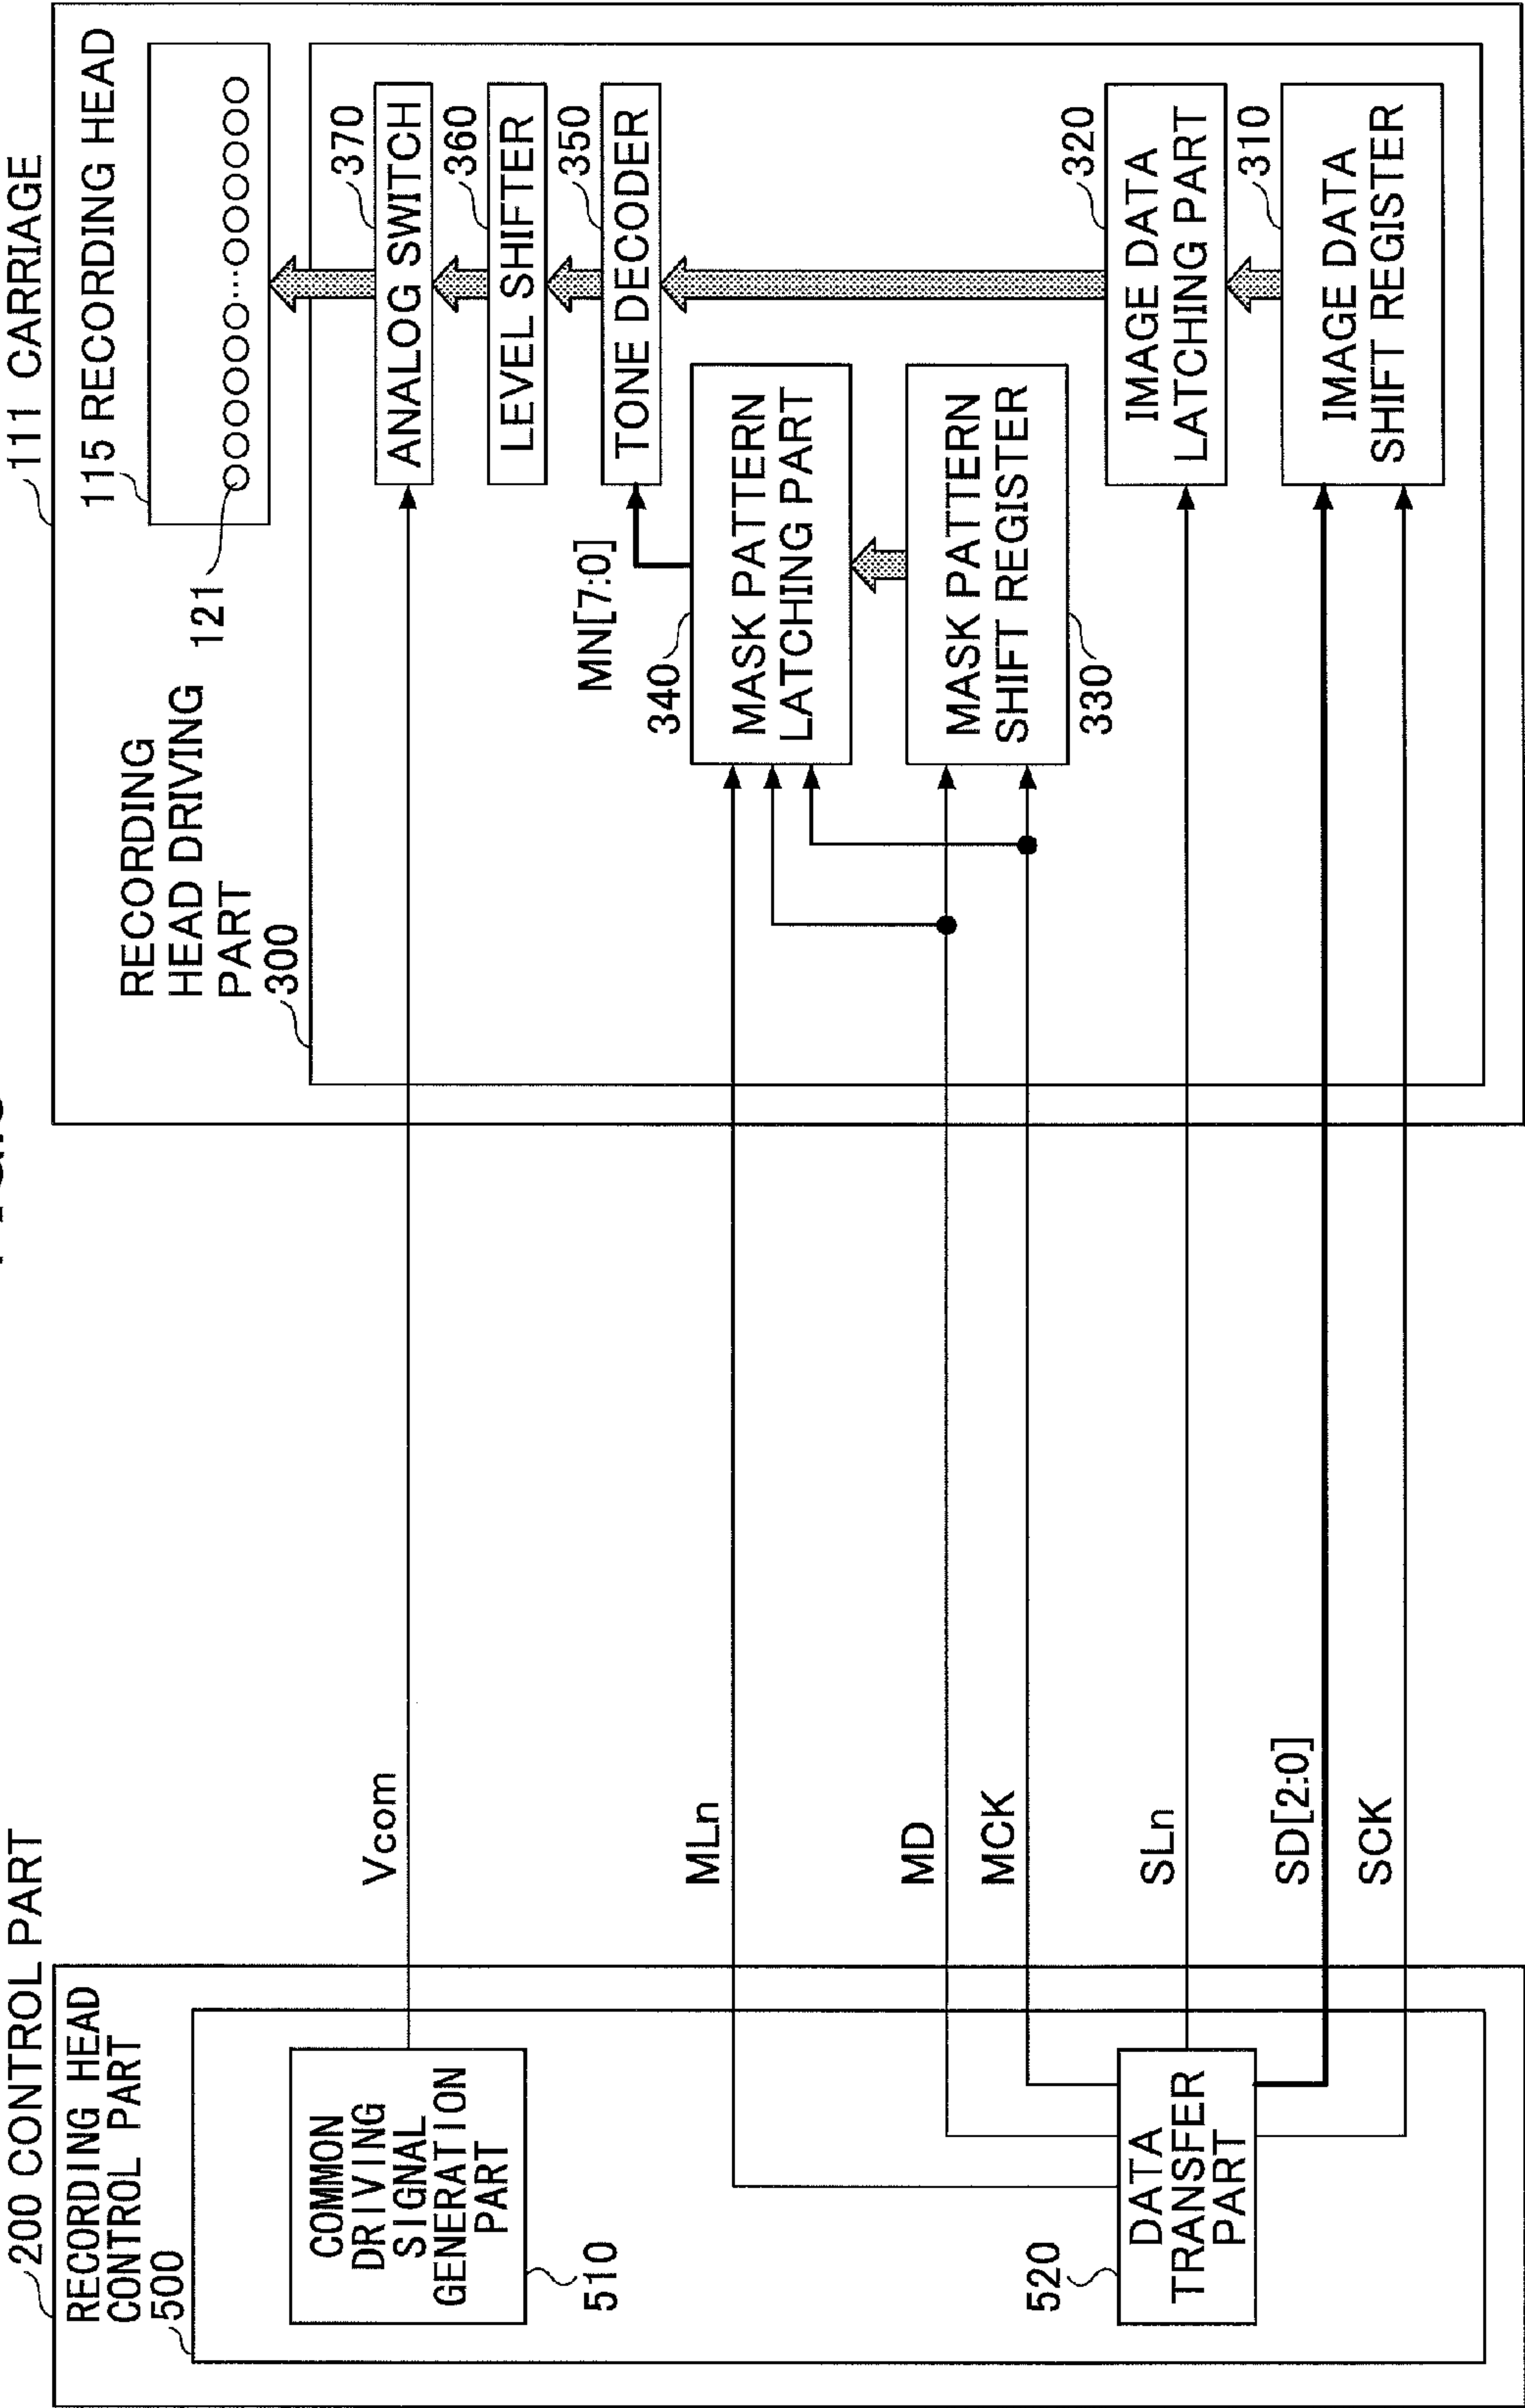 200 CONTROL PART
RECORDING HEAD
CONTROL PART
500
COMMON
DRIVING
SIGNAL
GENERATION
PART
510
520
DATA
TRANSFER
PART
Vcom
MLn
MD
MCK
SLn
SD[2:0]
SCK
111 CARRIAGE
115 RECORDING HEAD
121
RECORDING
HEAD DRIVING
PART
300
370
ANALOG SWITCH
360
LEVEL SHIFTER
350
TONE DECODER
MN[7:0]
340
MASK PATTERN
LATCHING PART
MASK PATTERN
SHIFT REGISTER
330
320
IMAGE DATA
LATCHING PART
310
IMAGE DATA
SHIFT REGISTER